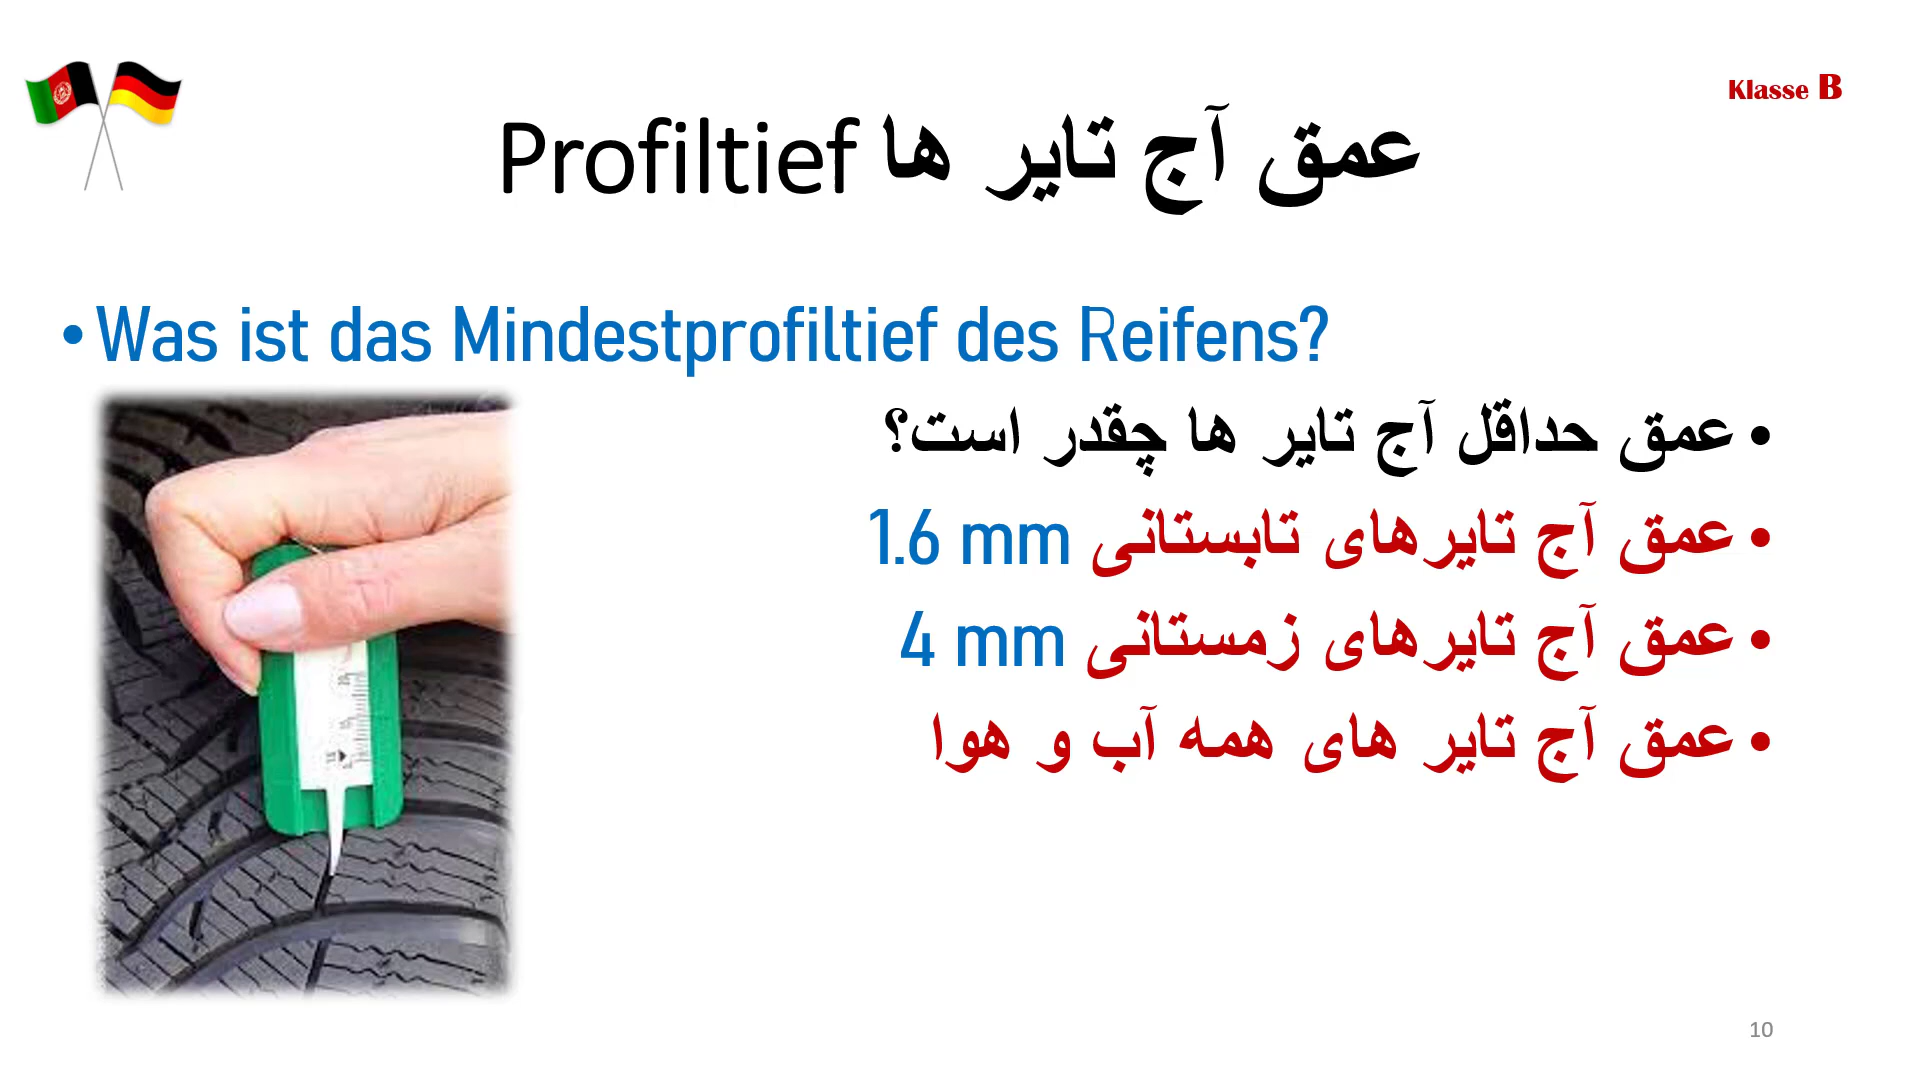 Klasse B
عمق آج تایر ها Profiltief
• Was ist das Mindestprofiltief des Reifens?
• عمق حداقل آج تایر ها چقدر است؟
• عمق آج تایرهای تابستانی 1.6 mm
• عمق آج تایرهای زمستانی 4 mm
• عمق آج تایر های همه آب و هوا
10